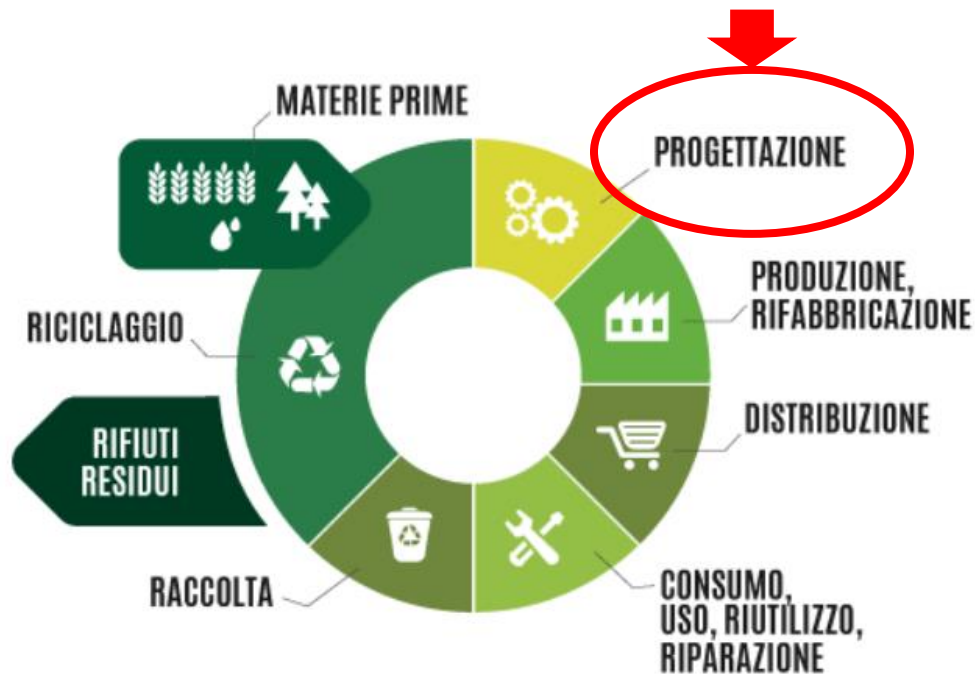 MATERIE PRIME
PROGETTAZIONE
PRODUZIONE,
RIFABBRICAZIONE
DISTRIBUZIONE
CONSUMO,
USO, RIUTILIZZO,
RIPARAZIONE
RACCOLTA
RIFIUTI
RESIDUI
RICICLAGGIO